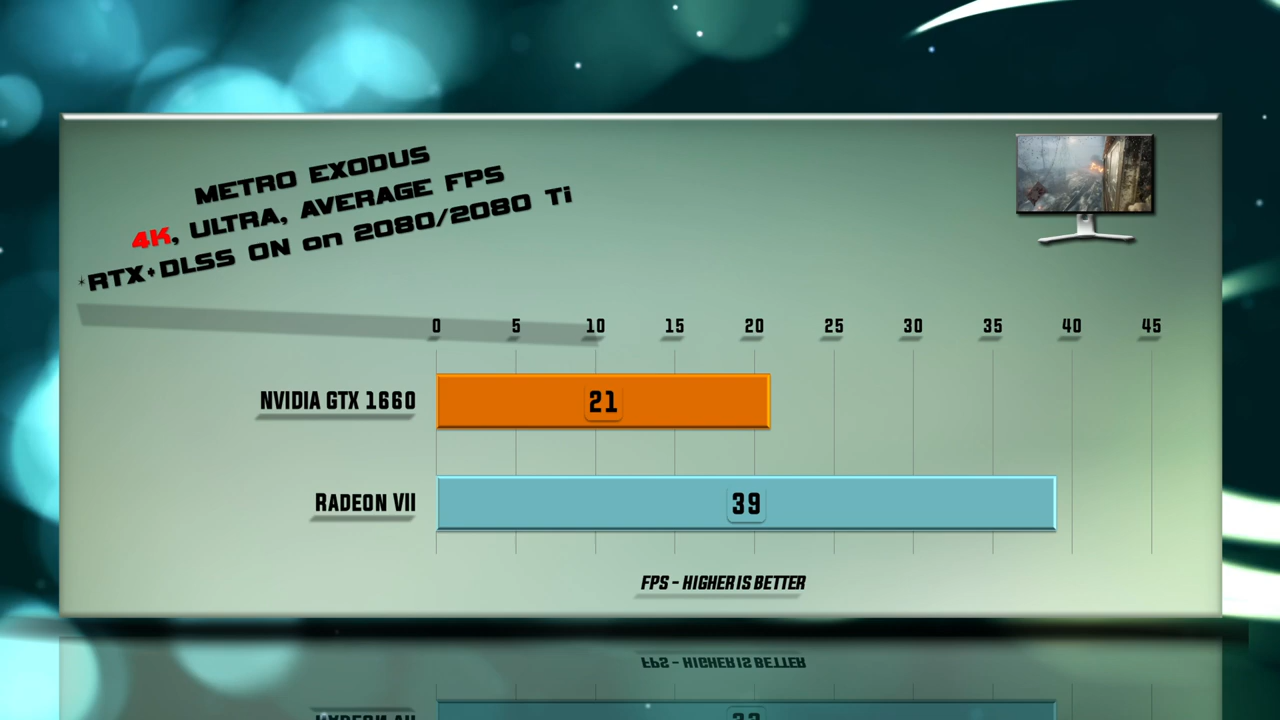 METRO EXODUS
4K, ULTRA, AVERAGE FPS
*RTX+DLSS ON on 2080/2080 Ti
0 5 10 15 20 25 30 35 40 45
NVIDIA GTX 1660 21
RADEON VII 39
FPS - HIGHER IS BETTER